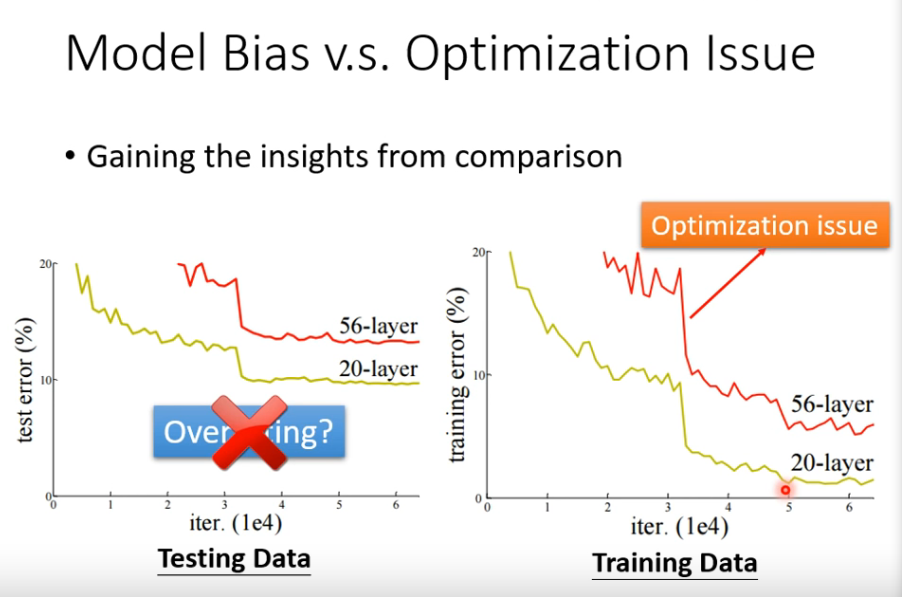 Model Bias v.s. Optimization Issue
• Gaining the insights from comparison
20
10
0
0 1 2 3 4 5 6
test error (%)
iter. (1e4)
56-layer
20-layer
ing?
Testing Data
Optimization issue
20
10
0
0 1 2 3 4 5 6
training error (%)
iter. (1e4)
56-layer
20-layer
Training Data